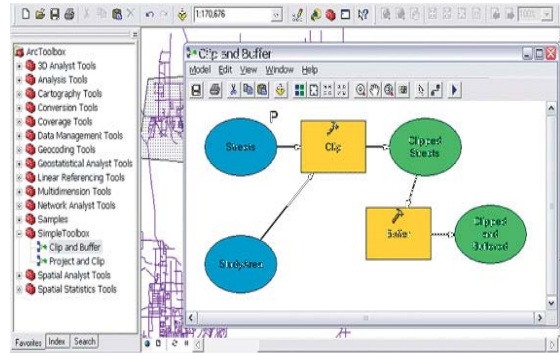 1:170,676
100%
ArcToolbox
3D Analyst Tools
Analysis Tools
Cartography Tools
Conversion Tools
Coverage Tools
Data Management Tools
Geocoding Tools
Geostatistical Analyst Tools
Linear Referencing Tools
Multidimension Tools
Network Analyst Tools
Samples
SimpleToolbox
Clip and Buffer
Project and Clip
Spatial Analyst Tools
Spatial Statistics Tools
Favorites Index Search
Clip and Buffer
Model Edit View Window Help
P
Streets
Clip
Clipped
Streets
StudyArea
Buffer
Clipped
and
Buffered